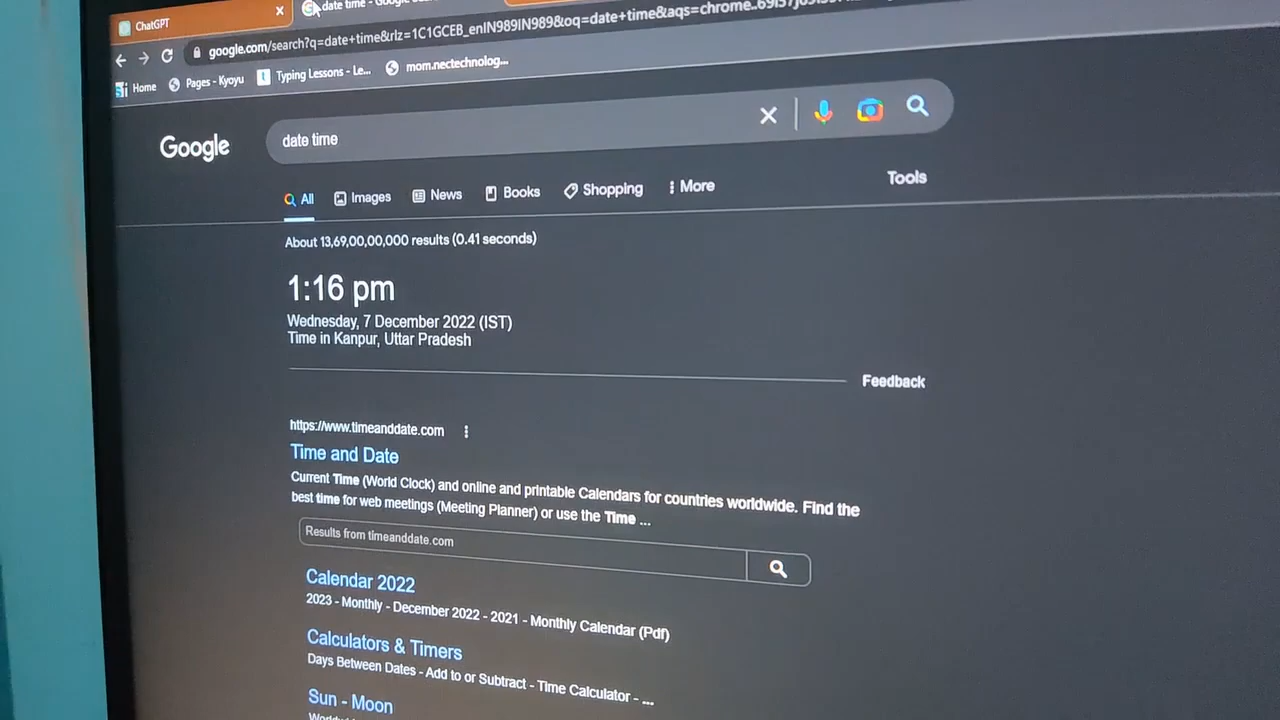 ChatGPT
date time - Google
google.com/search?q=date+time&rlz=1C1GCEB_enIN989IN989&oq=date+time&aqs=chrome..69i57j0i
Home Pages - Kyoyu Typing Lessons - Le... mom.nectechnolog...
Google
date time
All Images News Books Shopping More Tools
About 13,69,00,00,000 results (0.41 seconds)
1:16 pm
Wednesday, 7 December 2022 (IST)
Time in Kanpur, Uttar Pradesh
Feedback
https://www.timeanddate.com
Time and Date
Current Time (World Clock) and online and printable Calendars for countries worldwide. Find the
best time for web meetings (Meeting Planner) or use the Time ...
Results from timeanddate.com
Calendar 2022
2023 - Monthly - December 2022 - 2021 - Monthly Calendar (Pdf)
Calculators & Timers
Days Between Dates - Add to or Subtract - Time Calculator - ...
Sun - Moon